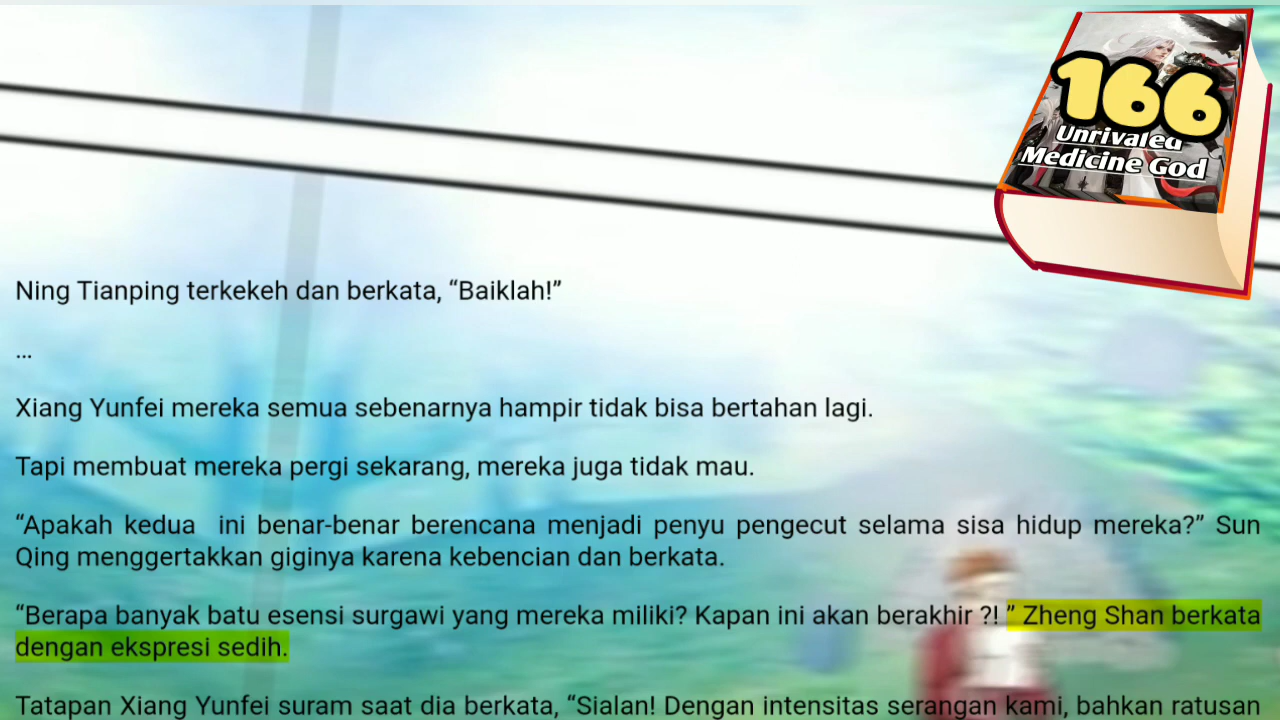 166
Unrivaled
Medicine God
Ning Tianping terkekeh dan berkata, “Baiklah!”
...
Xiang Yunfei mereka semua sebenarnya hampir tidak bisa bertahan lagi.
Tapi membuat mereka pergi sekarang, mereka juga tidak mau.
“Apakah kedua  ini benar-benar berencana menjadi penyu pengecut selama sisa hidup mereka?” Sun
Qing menggertakkan giginya karena kebencian dan berkata.
“Berapa banyak batu esensi surgawi yang mereka miliki? Kapan ini akan berakhir ?! ” Zheng Shan berkata
dengan ekspresi sedih.
Tatapan Xiang Yunfei suram saat dia berkata, “Sialan! Dengan intensitas serangan kami, bahkan ratusan